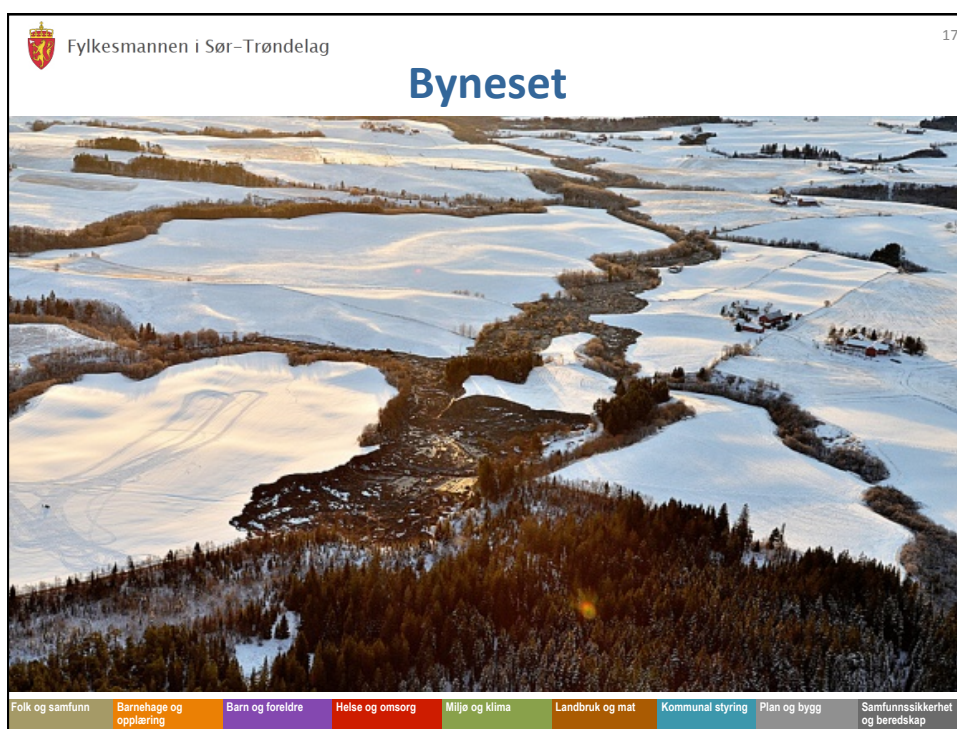 Fylkesmannen i Sør-Trøndelag
17
Byneset
Folk og samfunn
Barnehage og
opplæring
Barn og foreldre
Helse og omsorg
Miljø og klima
Landbruk og mat
Kommunal styring
Plan og bygg
Samfunnssikkerhet
og beredskap